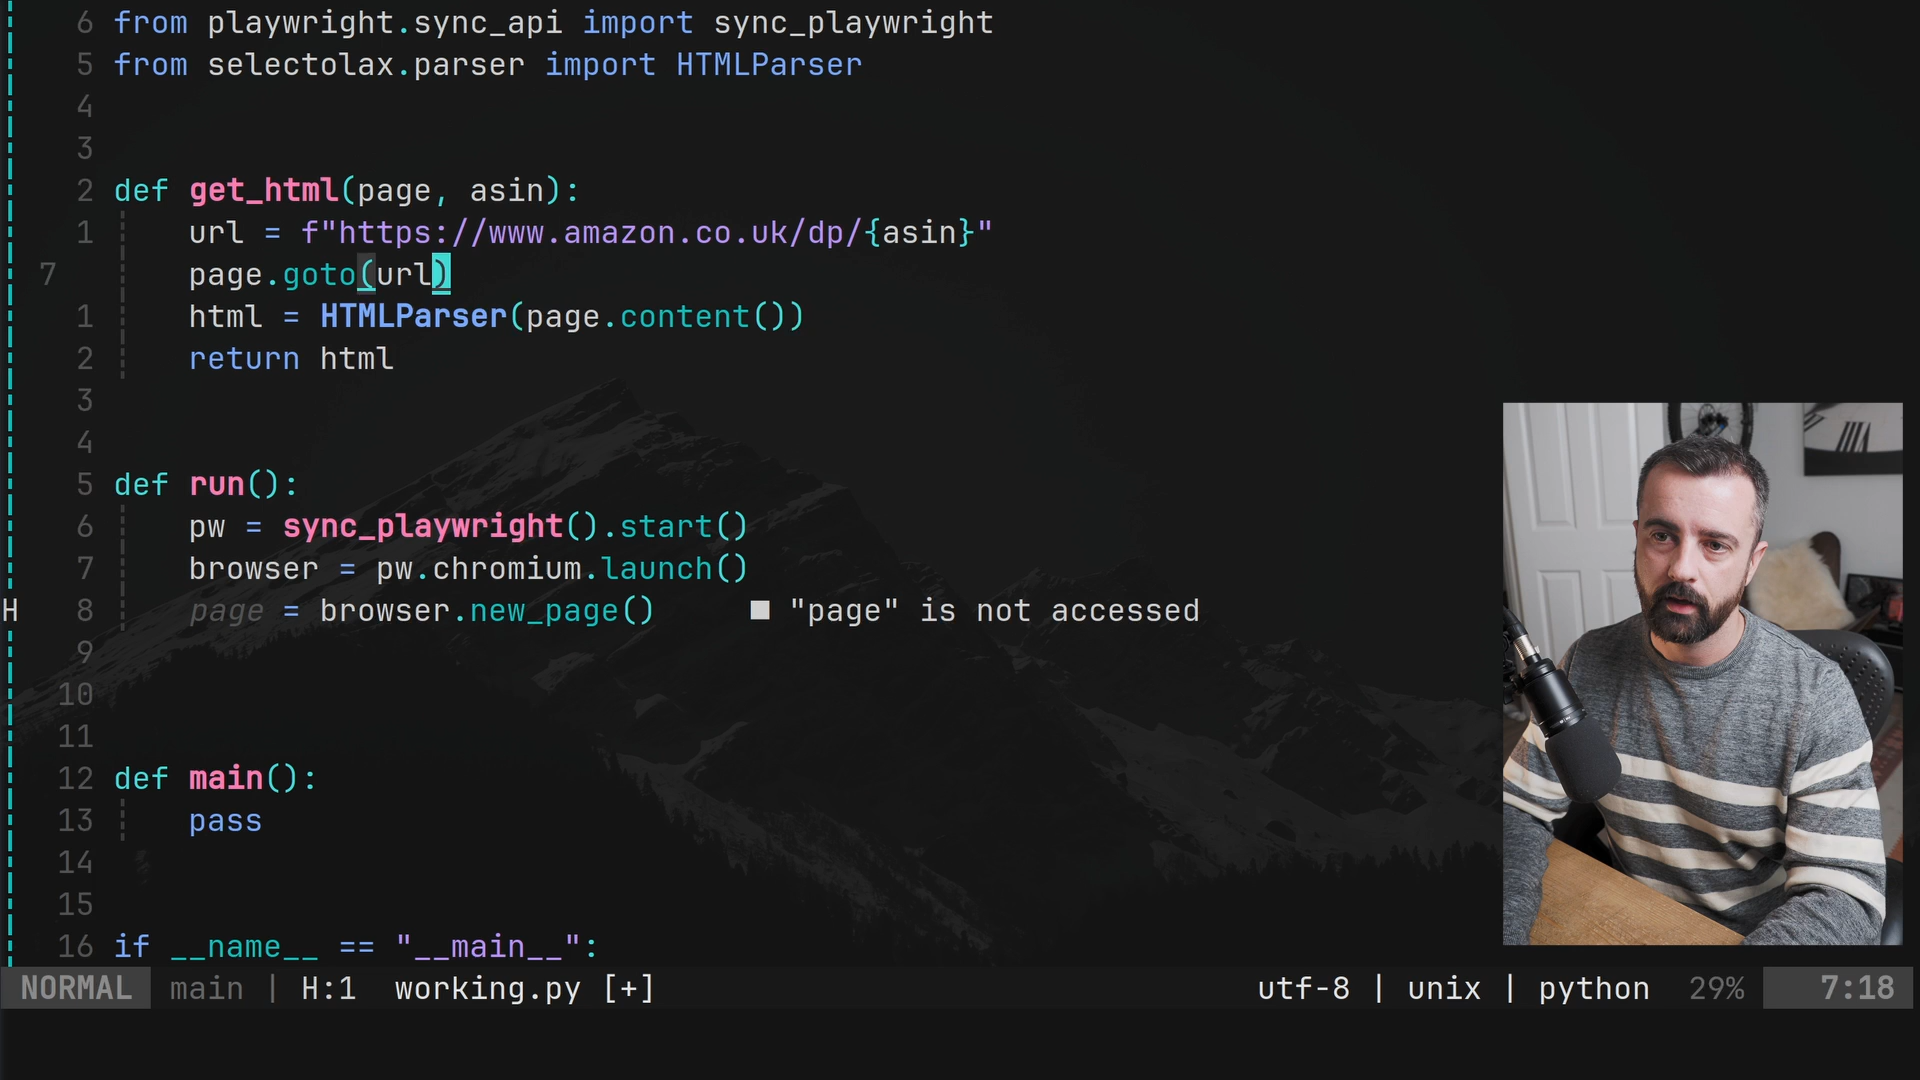 6 from playwright.sync_api import sync_playwright
5 from selectolax.parser import HTMLParser
4
3
2 def get_html(page, asin):
1     url = f"https://www.amazon.co.uk/dp/{asin}"
7     page.goto(url)
1     html = HTMLParser(page.content())
2     return html
3
4
5 def run():
6     pw = sync_playwright().start()
7     browser = pw.chromium.launch()
H 8     page = browser.new_page()     ■ "page" is not accessed
9
10
11
12 def main():
13     pass
14
15
16 if __name__ == "__main__":
NORMAL main | H:1 working.py [+] utf-8 | unix | python 29% 7:18